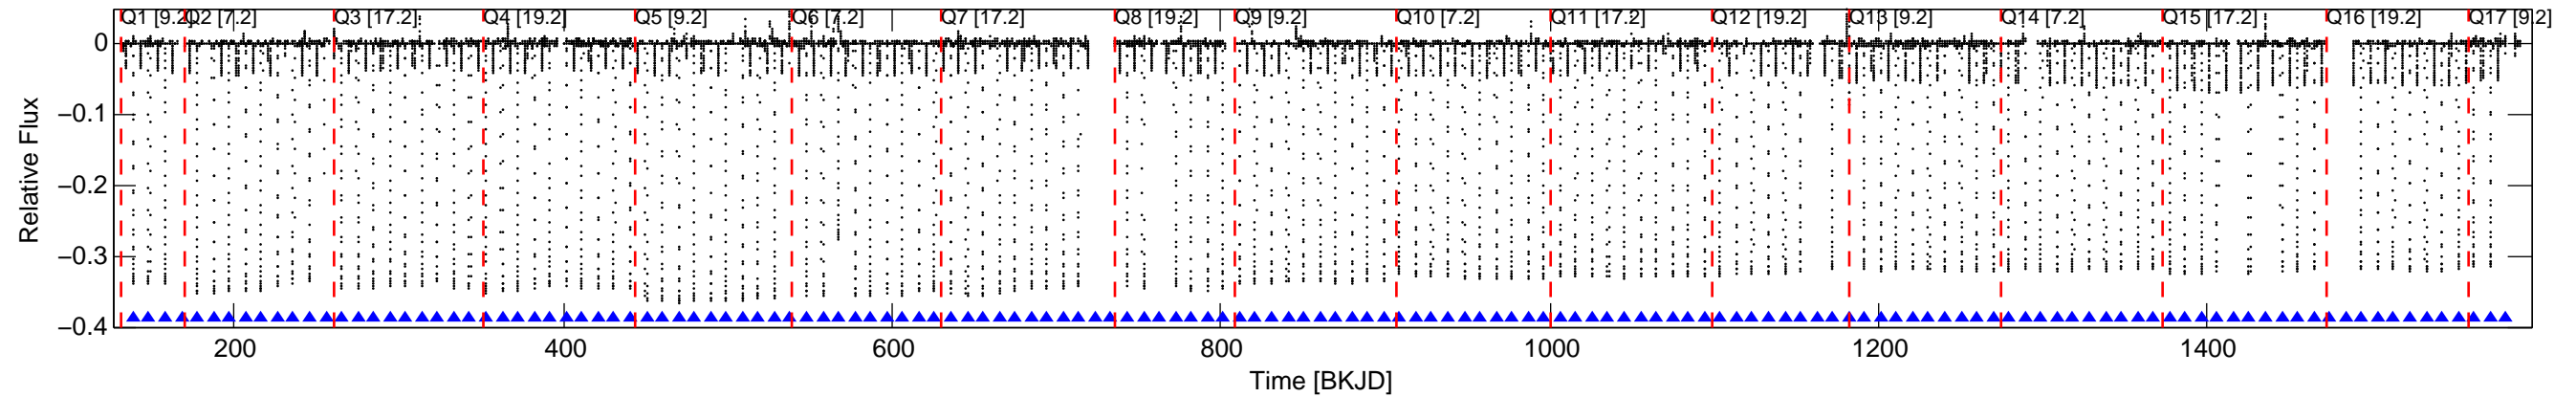 Q1 [9.2] Q2 [7.2] Q3 [17.2] Q4 [19.2] Q5 [9.2] Q6 [7.2] Q7 [17.2] Q8 [19.2] Q9 [9.2] Q10 [7.2] Q11 [17.2] Q12 [19.2] Q13 [9.2] Q14 [7.2] Q15 [17.2] Q16 [19.2] Q17 [9.2]
0
−0.1
−0.2
−0.3
−0.4
Relative Flux
200 400 600 800 1000 1200 1400
Time [BKJD]